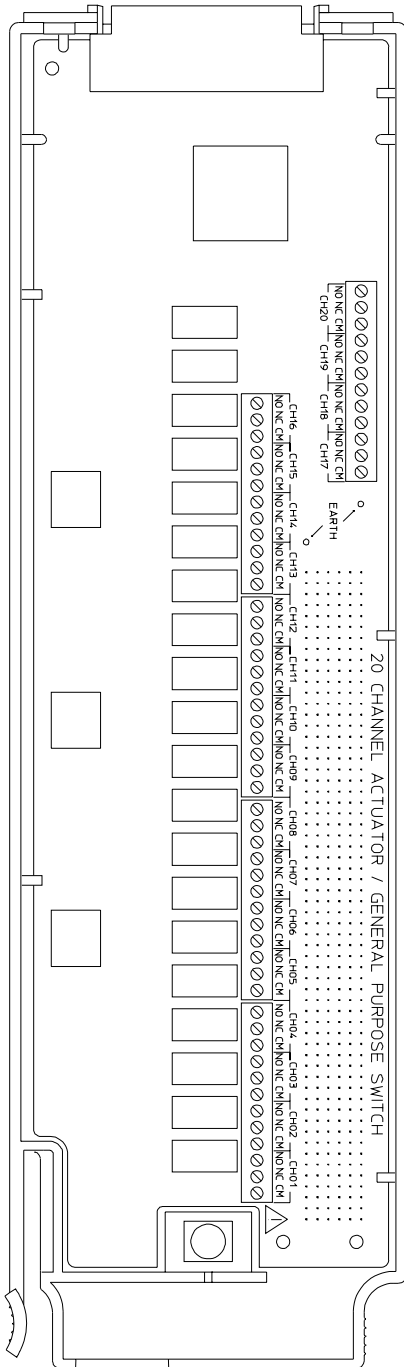 NO NC CM NO NC CM NO NC CM NO NC CM
CH20 CH19 CH18 CH17
EARTH
20 CHANNEL ACTUATOR / GENERAL PURPOSE SWITCH
CH16 CH15 CH14 CH13
NO NC CM NO NC CM NO NC CM NO NC CM
CH12 CH11 CH10 CH09
NO NC CM NO NC CM NO NC CM NO NC CM
CH08 CH07 CH06 CH05
NO NC CM NO NC CM NO NC CM NO NC CM
CH04 CH03 CH02 CH01
NO NC CM NO NC CM NO NC CM NO NC CM